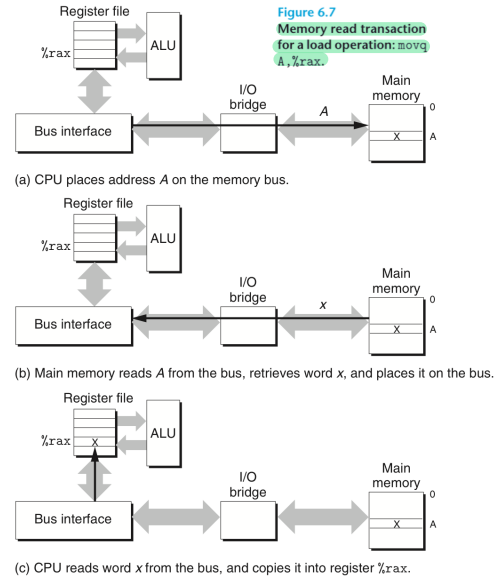 Figure 6.7
Memory read transaction
for a load operation: movq
A,%rax.
Register file
ALU
%rax
I/O
bridge
Main
memory
A
0
X
A
Bus interface
(a) CPU places address A on the memory bus.
Register file
ALU
%rax
I/O
bridge
Main
memory
x
0
X
A
Bus interface
(b) Main memory reads A from the bus, retrieves word x, and places it on the bus.
Register file
ALU
%rax
X
I/O
bridge
Main
memory
0
X
A
Bus interface
(c) CPU reads word x from the bus, and copies it into register %rax.